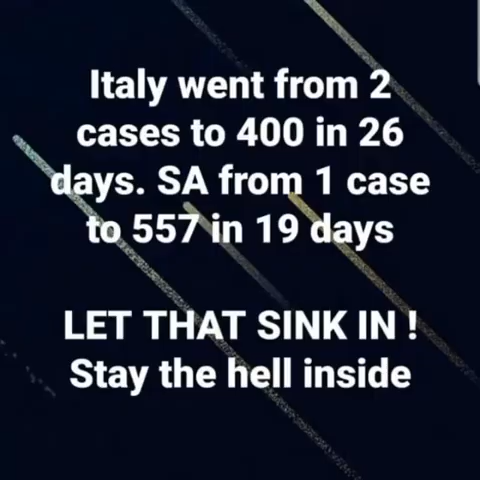 Italy went from 2
cases to 400 in 26
days. SA from 1 case
to 557 in 19 days
LET THAT SINK IN !
Stay the hell inside